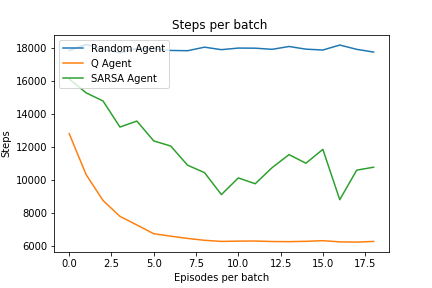 Steps per batch
Random Agent
Q Agent
SARSA Agent
Steps
18000
16000
14000
12000
10000
8000
6000
0.0 2.5 5.0 7.5 10.0 12.5 15.0 17.5
Episodes per batch